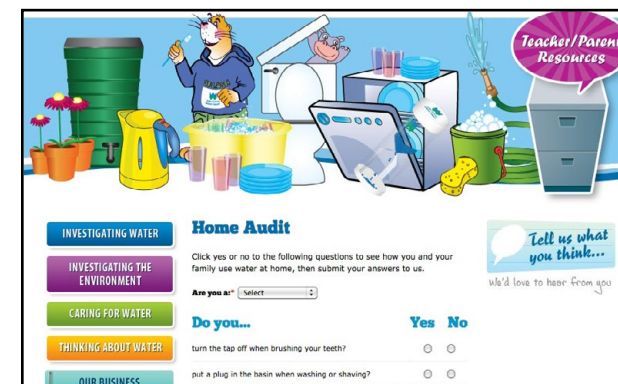 Teacher/Parent
Resources
INVESTIGATING WATER
INVESTIGATING THE
ENVIRONMENT
CARING FOR WATER
THINKING ABOUT WATER
OUR BUSINESS
Home Audit
Click yes or no to the following questions to see how you and your
family use water at home, then submit your answers to us.
Are you a:* Select
Do you... Yes No
turn the tap off when brushing your teeth?
put a plug in the basin when washing or shaving?
Tell us what
you think...
We'd love to hear from you